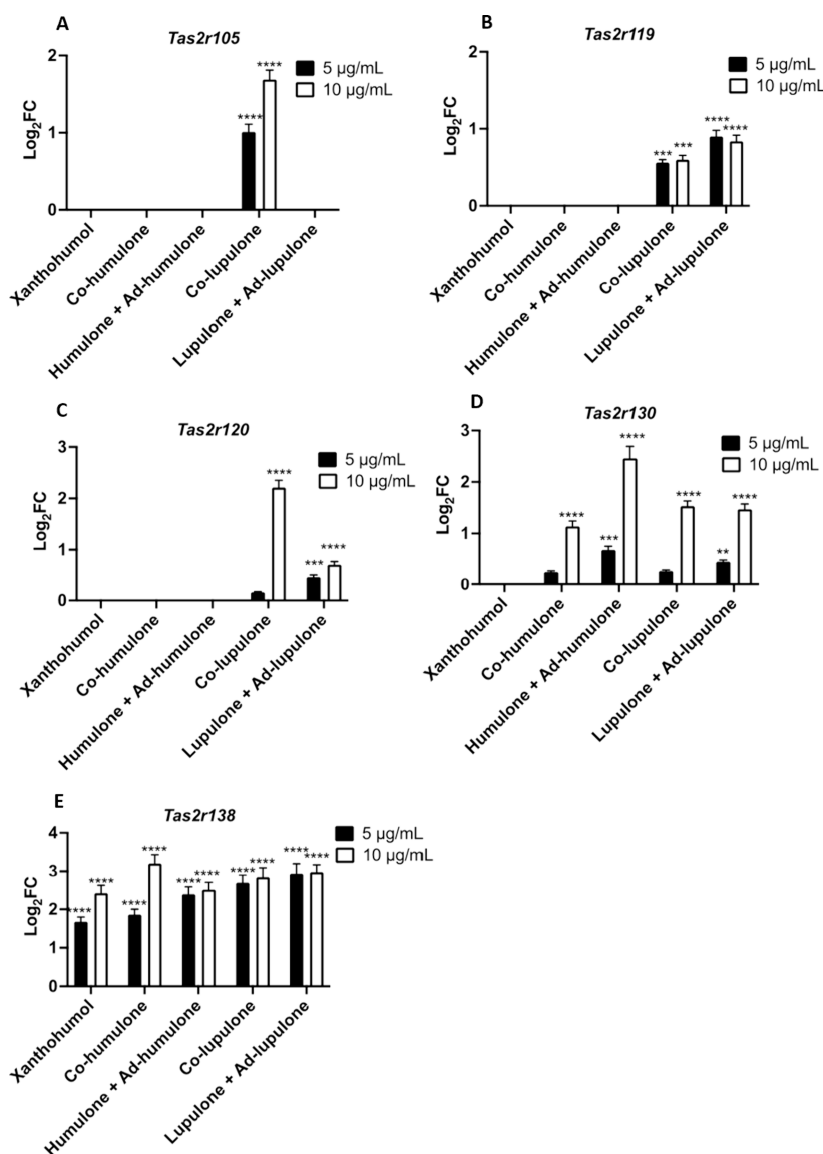 A
Tas2r105
5 µg/mL
10 µg/mL
Log2FC
2
1
0
****
****
Xanthohumol
Co-humulone
Humulone + Ad-humulone
Co-lupulone
Lupulone + Ad-lupulone
B
Tas2r119
5 µg/mL
10 µg/mL
Log2FC
2
1
0
***
***
****
****
Xanthohumol
Co-humulone
Humulone + Ad-humulone
Co-lupulone
Lupulone + Ad-lupulone
C
Tas2r120
5 µg/mL
10 µg/mL
Log2FC
3
2
1
0
****
***
****
Xanthohumol
Co-humulone
Humulone + Ad-humulone
Co-lupulone
Lupulone + Ad-lupulone
D
Tas2r130
5 µg/mL
10 µg/mL
Log2FC
3
2
1
0
****
***
****
****
**
****
Xanthohumol
Co-humulone
Humulone + Ad-humulone
Co-lupulone
Lupulone + Ad-lupulone
E
Tas2r138
5 µg/mL
10 µg/mL
Log2FC
4
3
2
1
0
****
****
****
****
****
****
****
****
****
****
Xanthohumol
Co-humulone
Humulone + Ad-humulone
Co-lupulone
Lupulone + Ad-lupulone